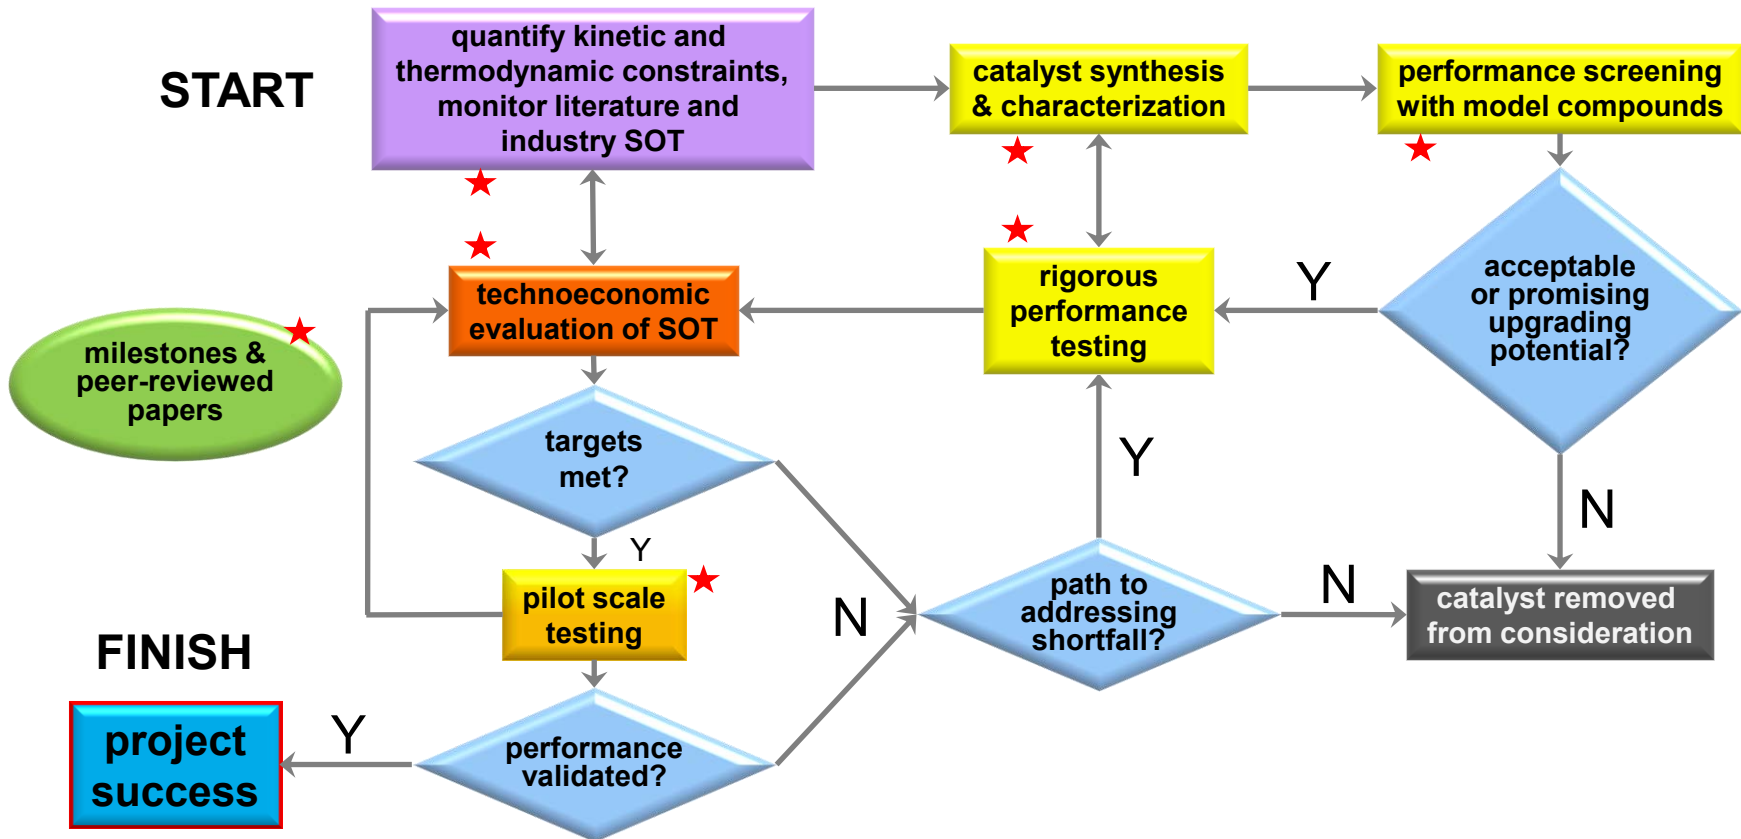 START
quantify kinetic and
thermodynamic constraints,
monitor literature and
industry SOT
catalyst synthesis
& characterization
performance screening
with model compounds
technoeconomic
evaluation of SOT
rigorous
performance
testing
Y
acceptable
or promising
upgrading
potential?
milestones &
peer-reviewed
papers
targets
met?
Y
N
Y
pilot scale
testing
N
path to
addressing
shortfall?
N
catalyst removed
from consideration
FINISH
project
success
Y
performance
validated?